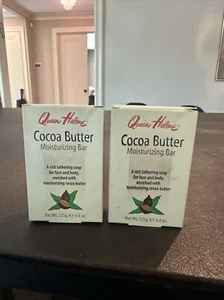 Queen Helene
Cocoa Butter
Moisturizing Bar
A rich lathering soap
for face and body,
enriched with
moisturizing cocoa butter
Net Wt. 125g ℮ 4.4 oz
Queen Helene
Cocoa Butter
Moisturizing Bar
A rich lathering soap
for face and body,
enriched with
moisturizing cocoa butter
Net Wt. 125g ℮ 4.4 oz